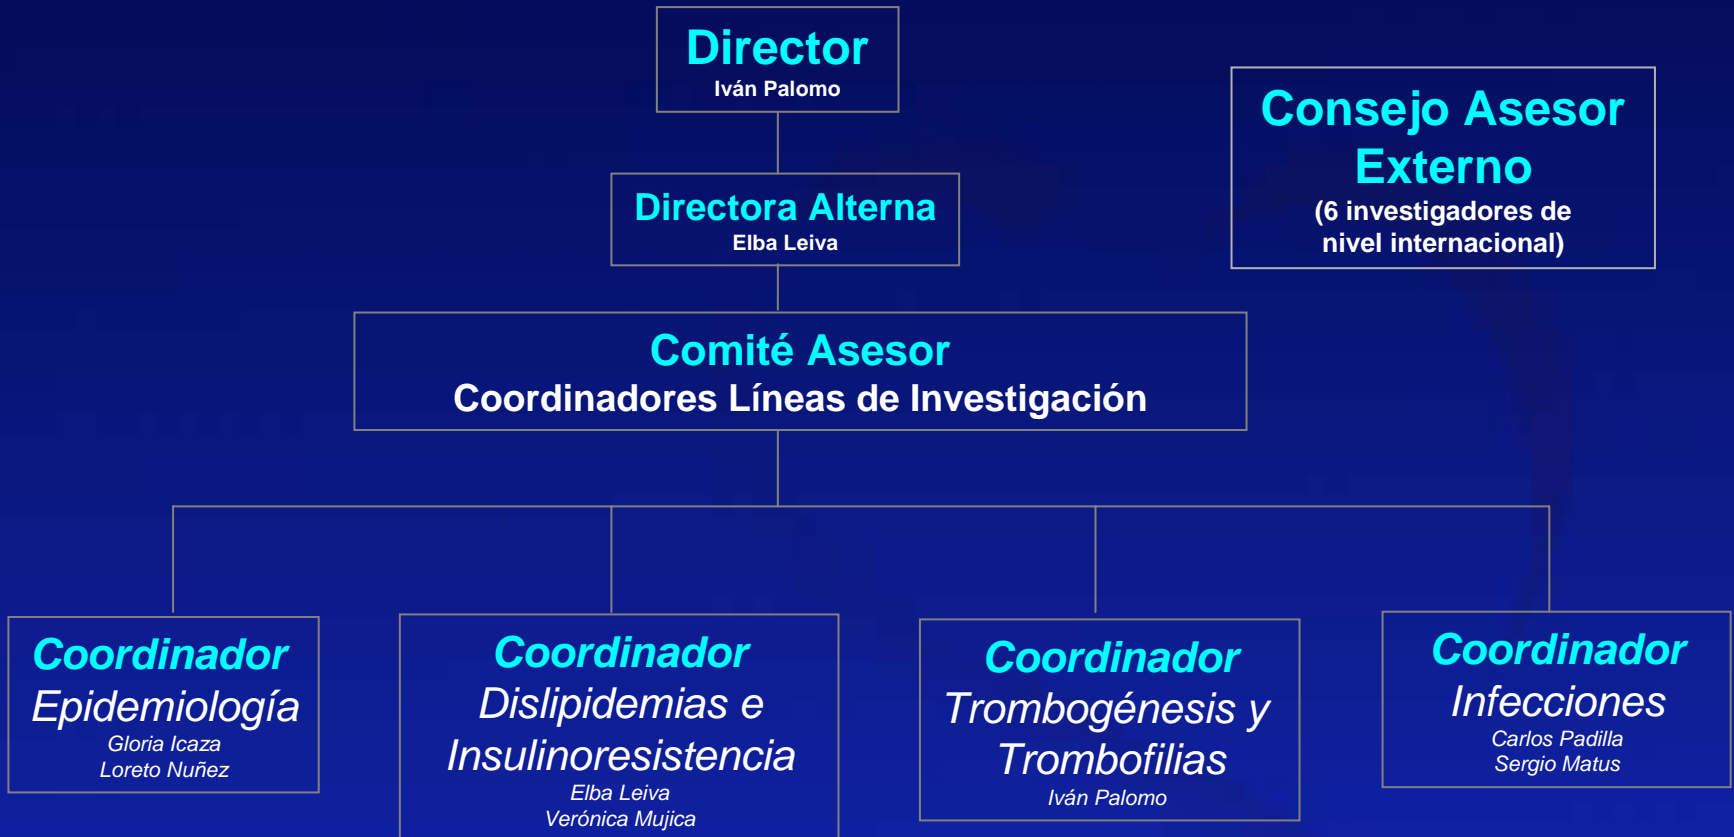 Director
Iván Palomo
Consejo Asesor
Externo
(6 investigadores de
nivel internacional)
Directora Alterna
Elba Leiva
Comité Asesor
Coordinadores Líneas de Investigación
Coordinador
Epidemiología
Gloria Icaza
Loreto Nuñez
Coordinador
Dislipidemias e
Insulinoresistencia
Elba Leiva
Verónica Mujica
Coordinador
Trombogénesis y
Trombofilias
Iván Palomo
Coordinador
Infecciones
Carlos Padilla
Sergio Matus